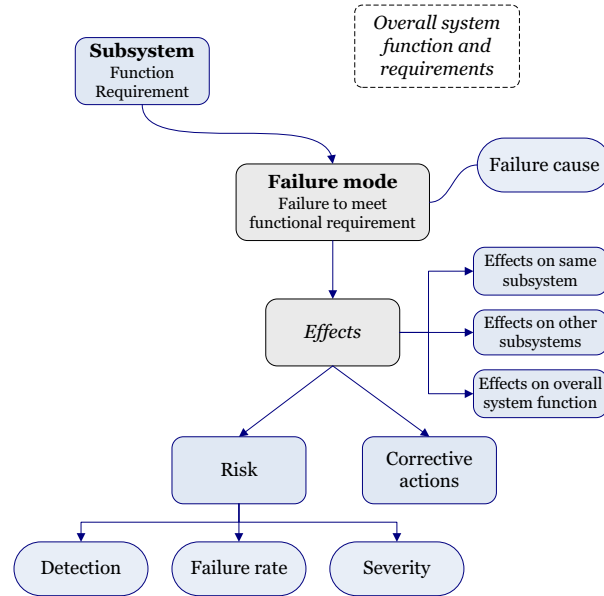 Overall system
function and
requirements
Subsystem
Function
Requirement
Failure mode
Failure to meet
functional requirement
Failure cause
Effects on same
subsystem
Effects
Effects on other
subsystems
Effects on overall
system function
Risk
Corrective
actions
Detection
Failure rate
Severity